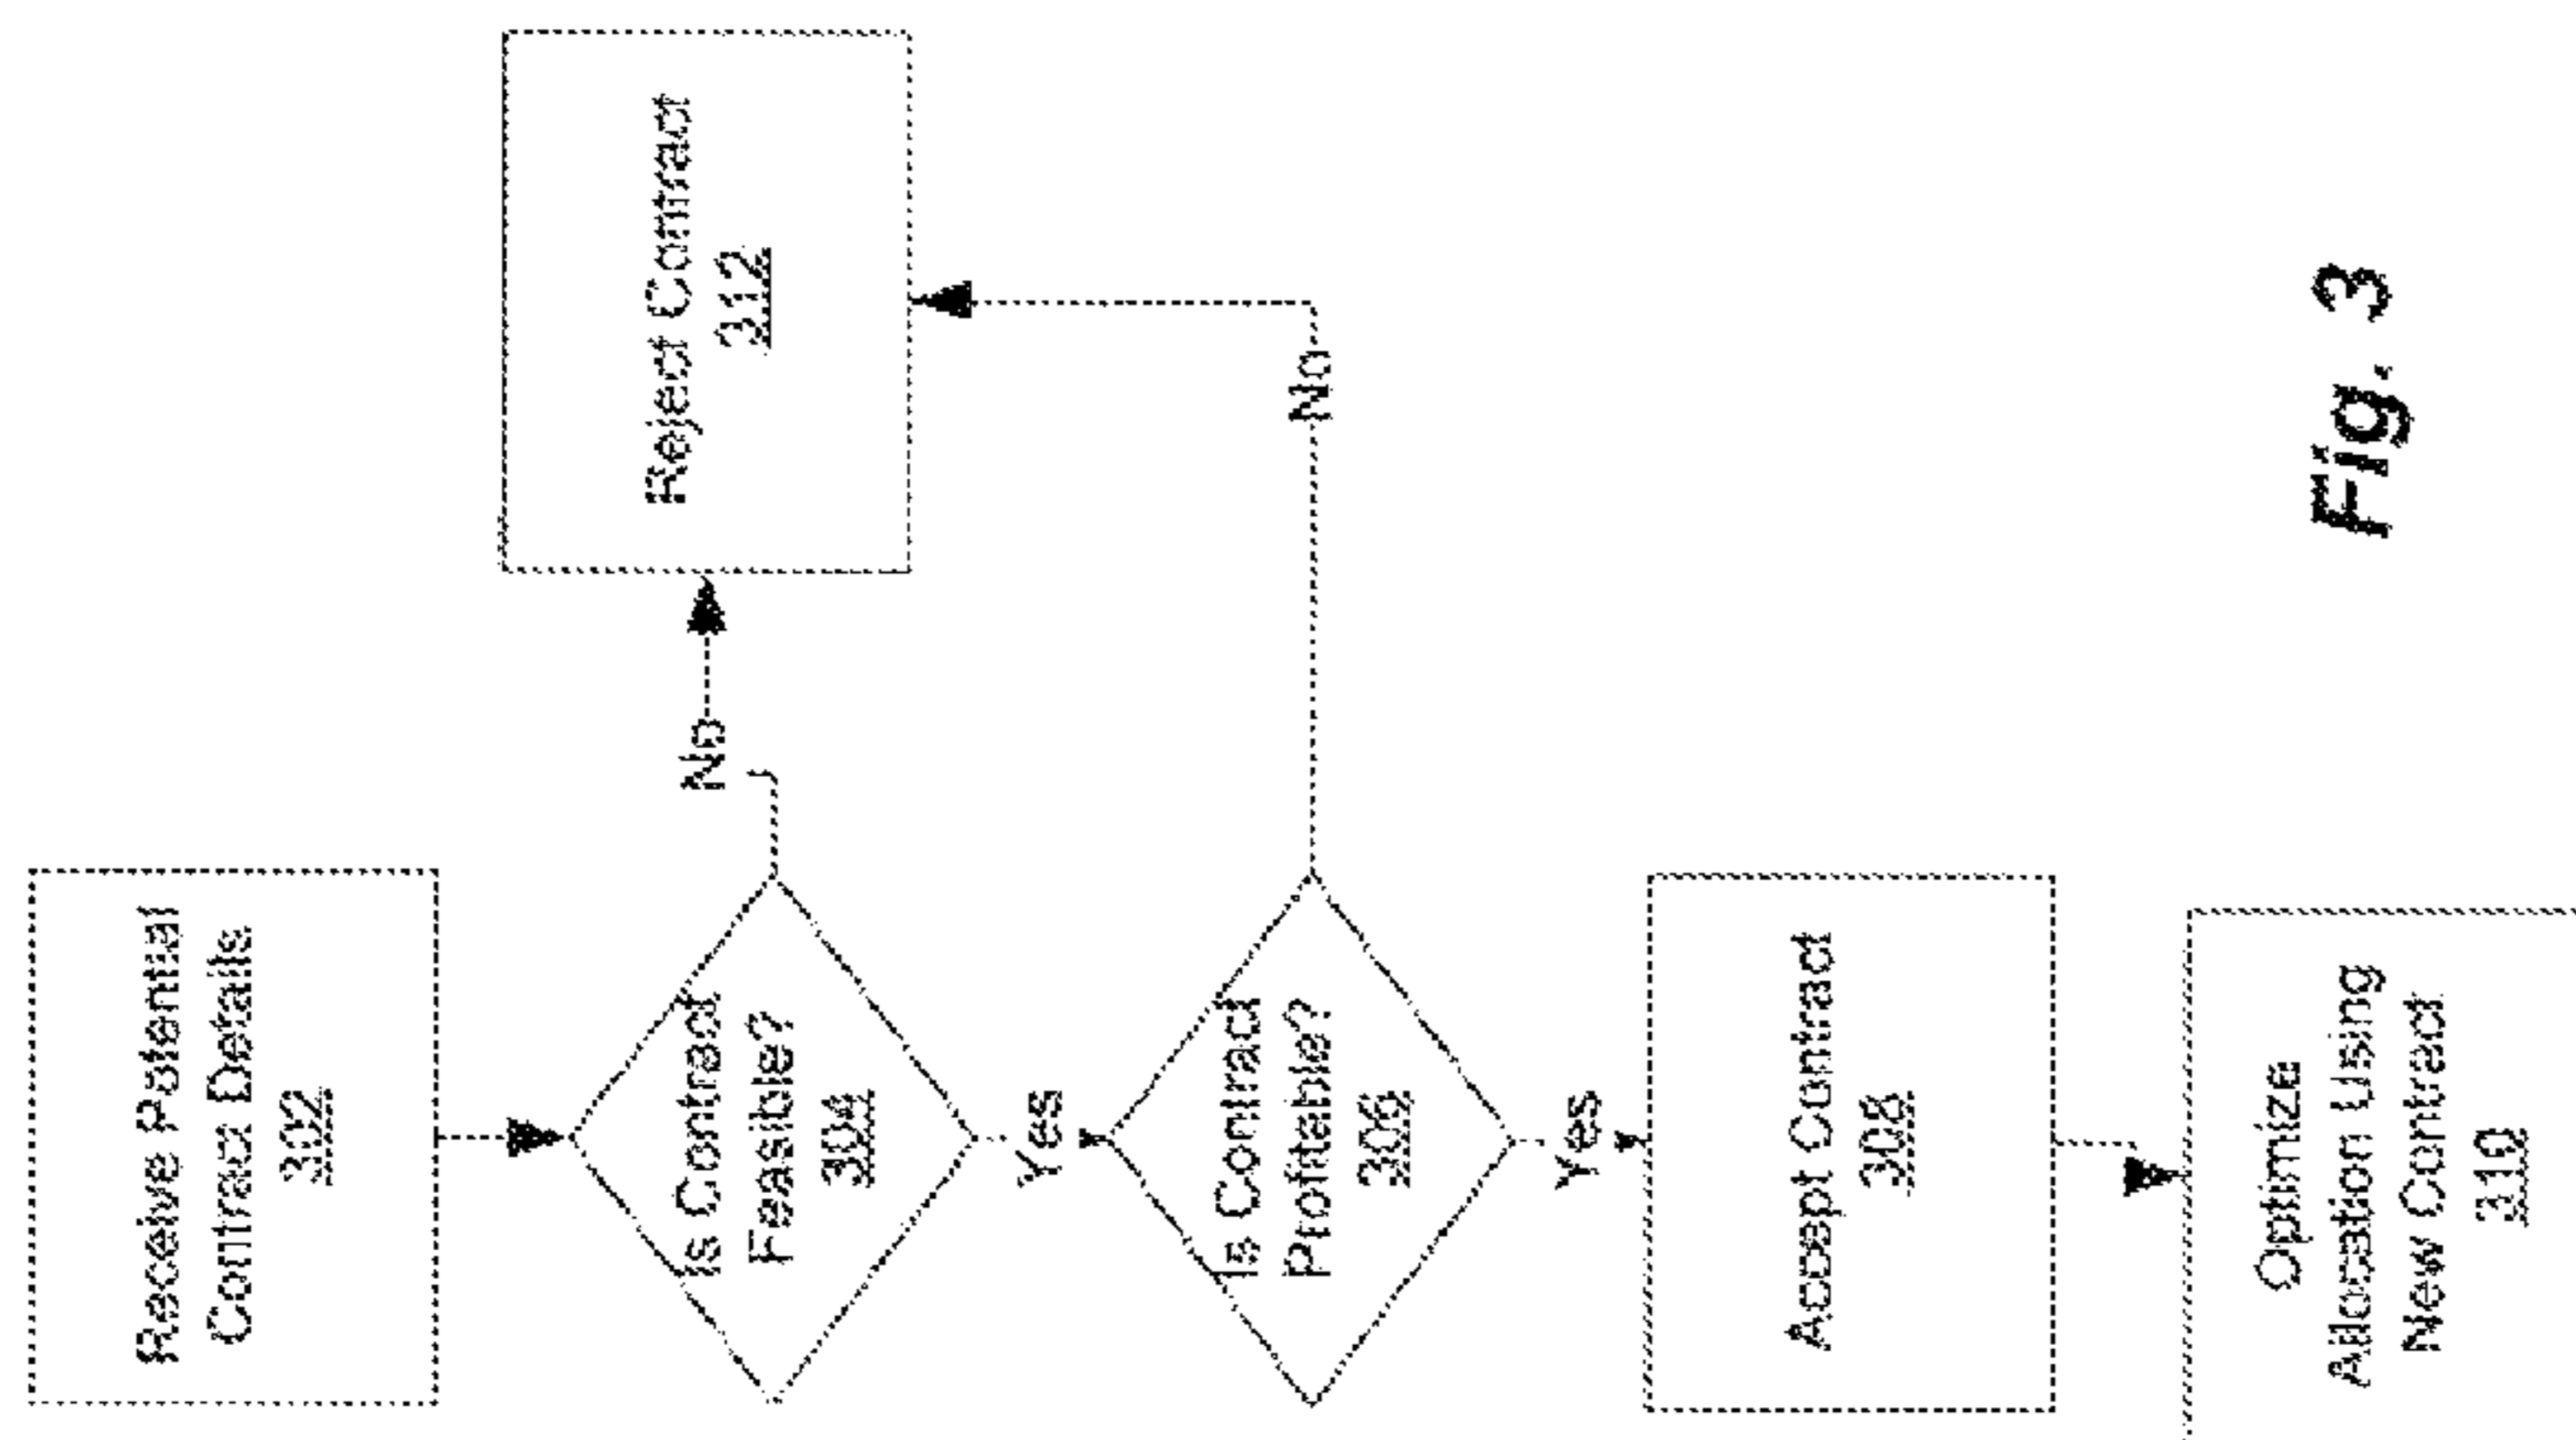 Receive Potential
Contract Details
302
Is Contract
Feasible?
304
No
Reject Contract
312
Yes
Is Contract
Profitable?
306
No
Yes
Accept Contract
308
Optimize
Allocation Using
New Contract
310
Fig. 3